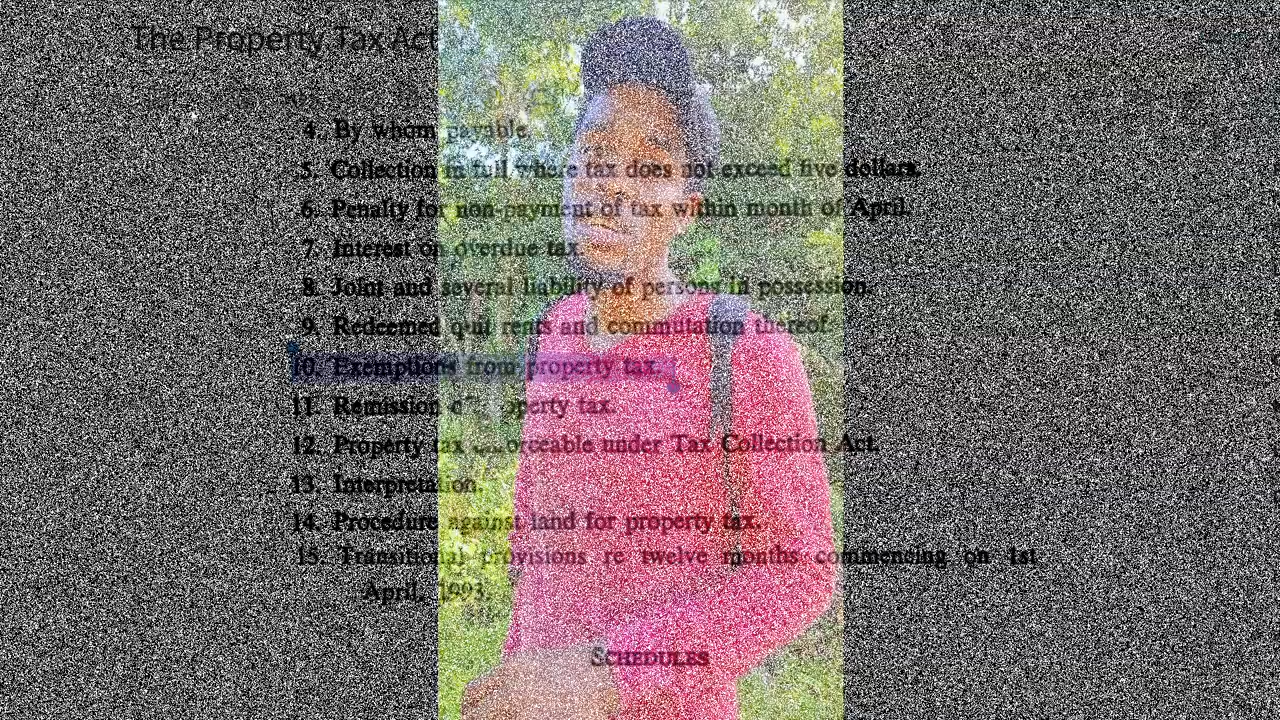 The Property Tax Act
4. By whom payable.
5. Collection in full where tax does not exceed five dollars.
6. Penalty for non-payment of tax within month of April.
7. Interest on overdue tax
8. Joint and several liability of persons in possession.
9. Redeemed quit rents and commutation thereof.
10. Exemptions from property tax.
11. Remission property tax.
12. Property tax enforceable under Tax Collection Act.
13. Interpretation.
14. Procedure against land for property tax.
15. Transitional provisions re twelve months commencing on 1st
April, 1993.
SCHEDULES